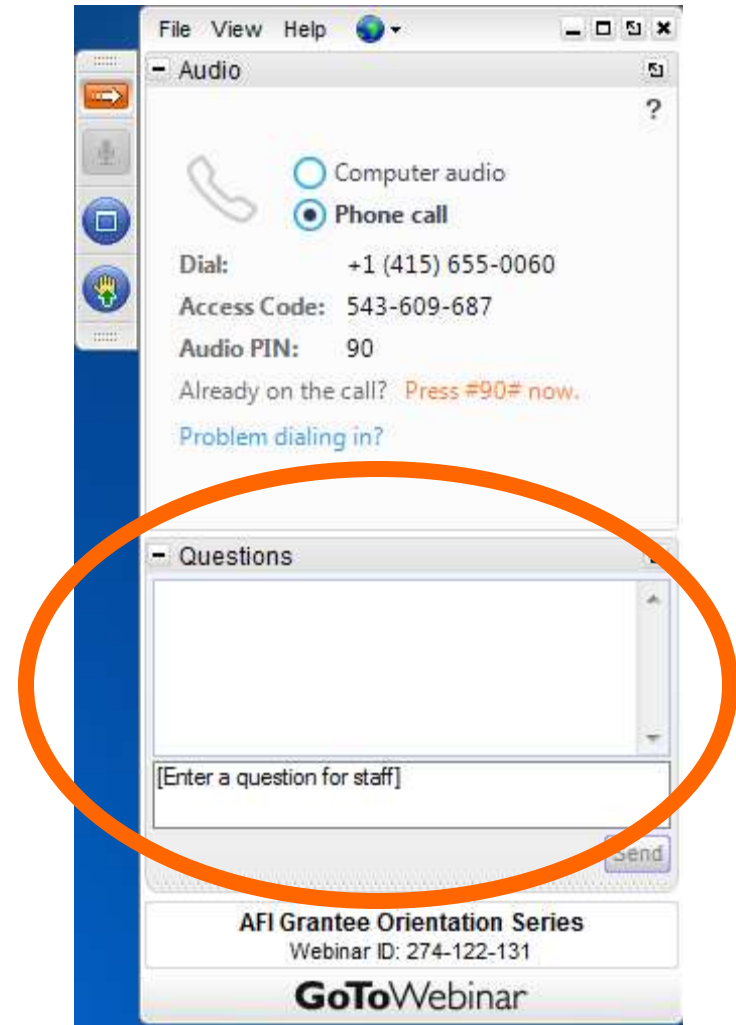 File View Help
Audio
?
Computer audio
Phone call
Dial: +1 (415) 655-0060
Access Code: 543-609-687
Audio PIN: 90
Already on the call? Press #90# now.
Problem dialing in?
Questions
[Enter a question for staff]
Send
AFI Grantee Orientation Series
Webinar ID: 274-122-131
GoToWebinar